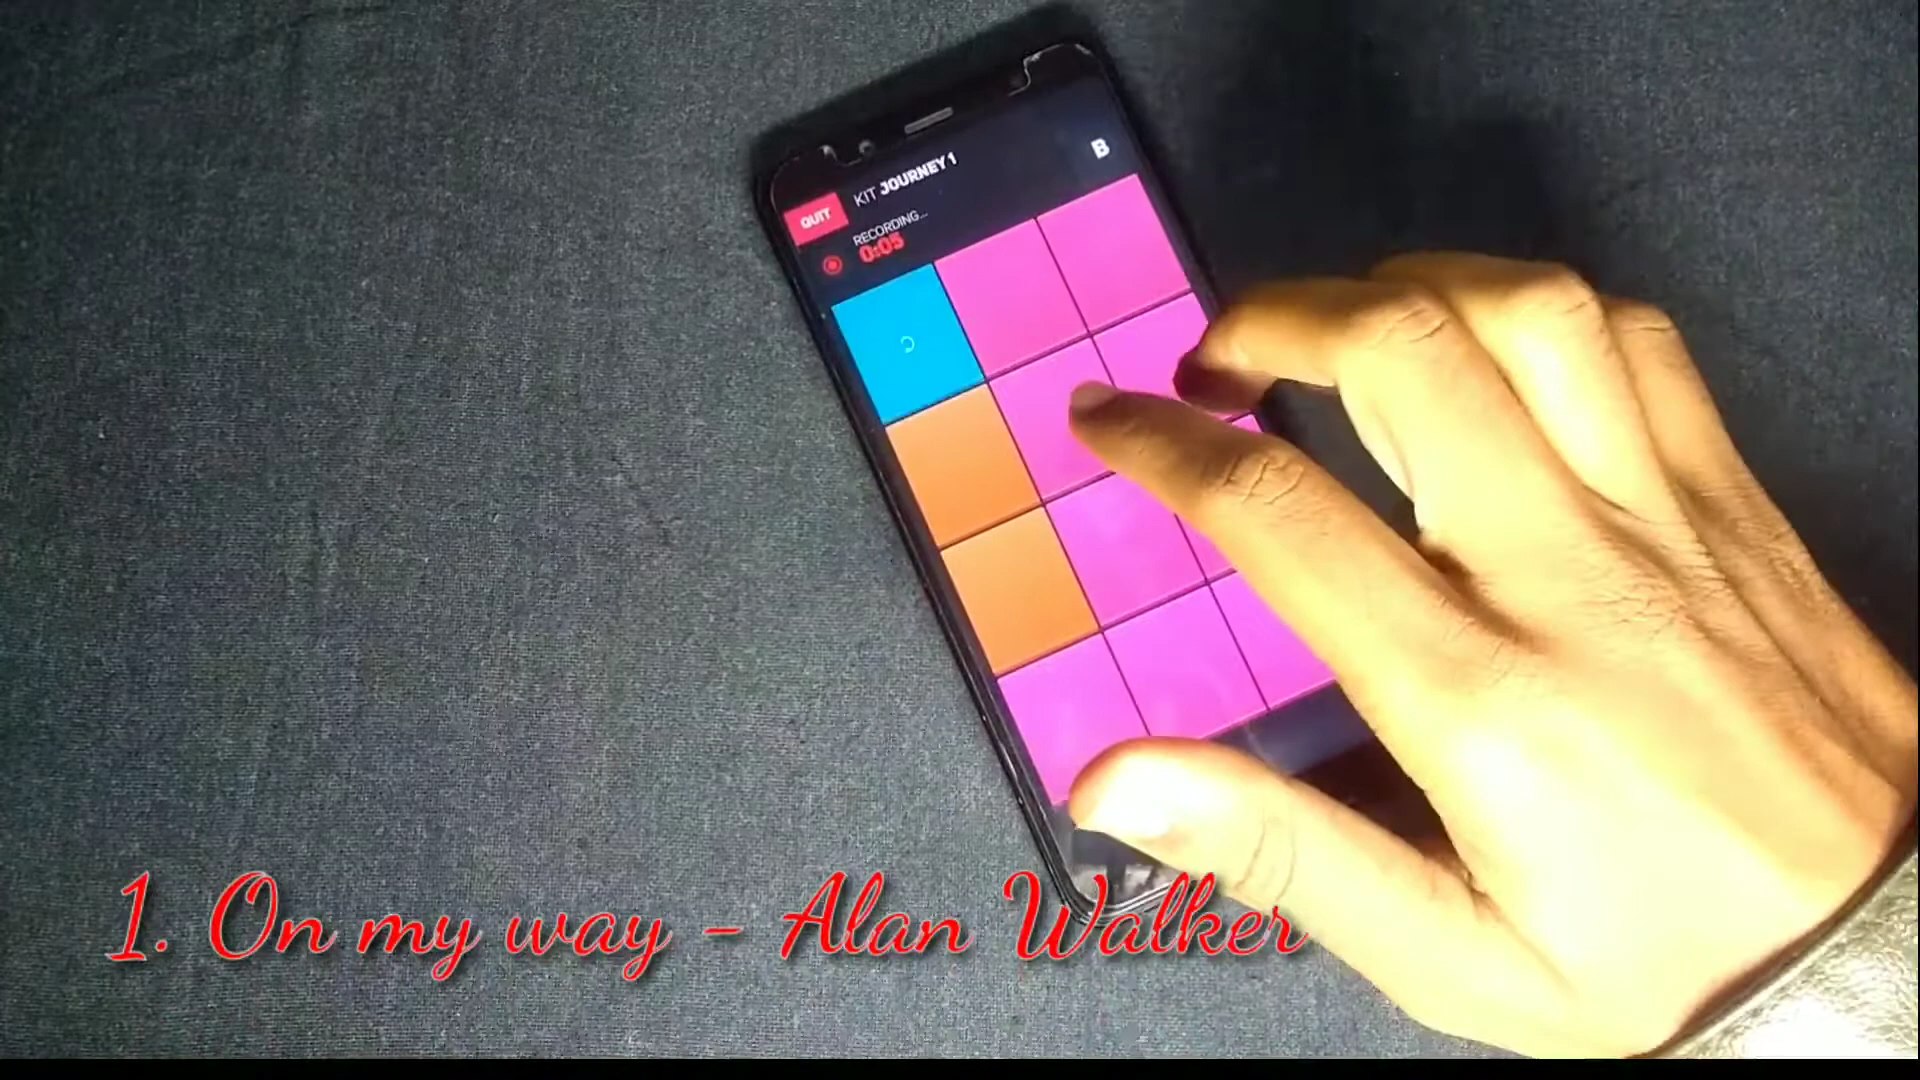 KIT JOURNEY 1
B
QUIT
RECORDING...
0:05
1. On my way - Alan Walker